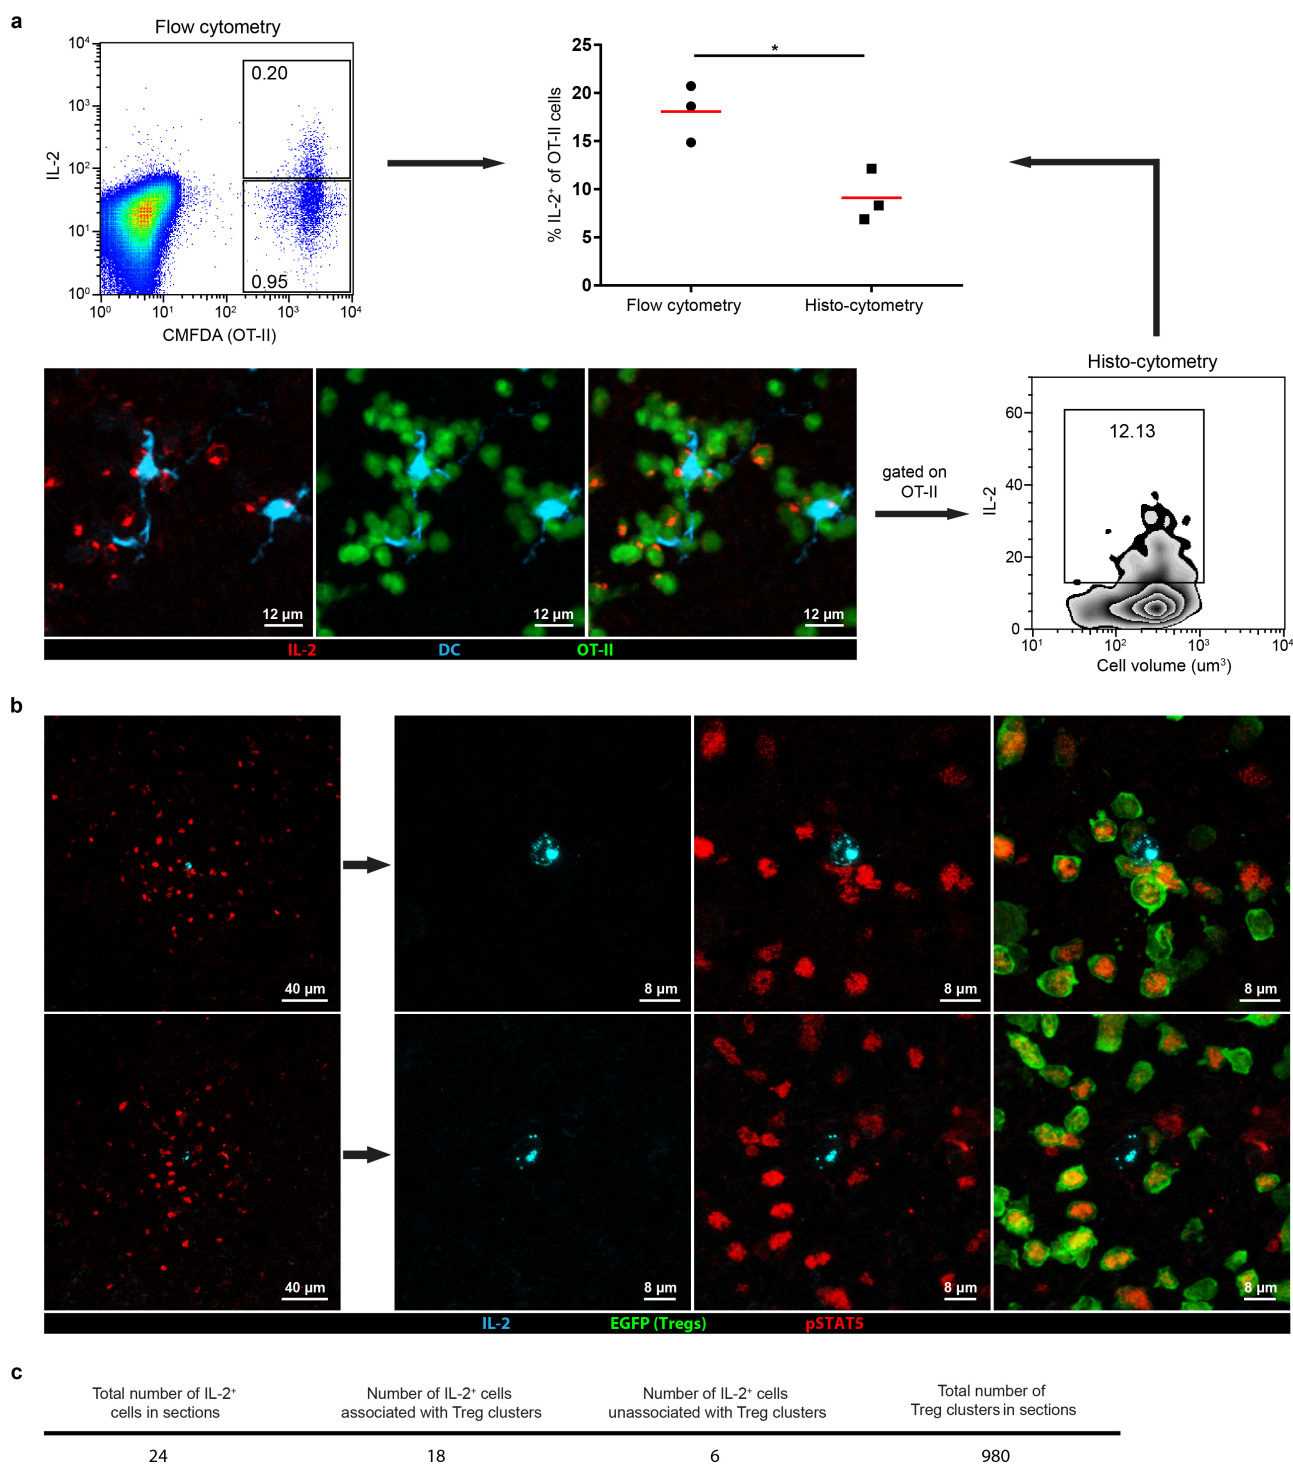 a
Flow cytometry
10⁴
10³
10²
10¹
10⁰
IL-2
0.20
0.95
10⁰ 10¹ 10² 10³ 10⁴
CMFDA (OT-II)
25
20
15
10
5
0
% IL-2⁺ of OT-II cells
*
Flow cytometry Histo-cytometry
12 µm 12 µm 12 µm
IL-2 DC OT-II
gated on
OT-II
Histo-cytometry
60
40
20
0
IL-2
12.13
10¹ 10² 10³ 10⁴
Cell volume (um³)
b
40 µm 8 µm 8 µm 8 µm
40 µm 8 µm 8 µm 8 µm
IL-2 EGFP (Tregs) pSTAT5
c
Total number of IL-2⁺
cells in sections
Number of IL-2⁺ cells
associated with Treg clusters
Number of IL-2⁺ cells
unassociated with Treg clusters
Total number of
Treg clusters in sections
24 18 6 980